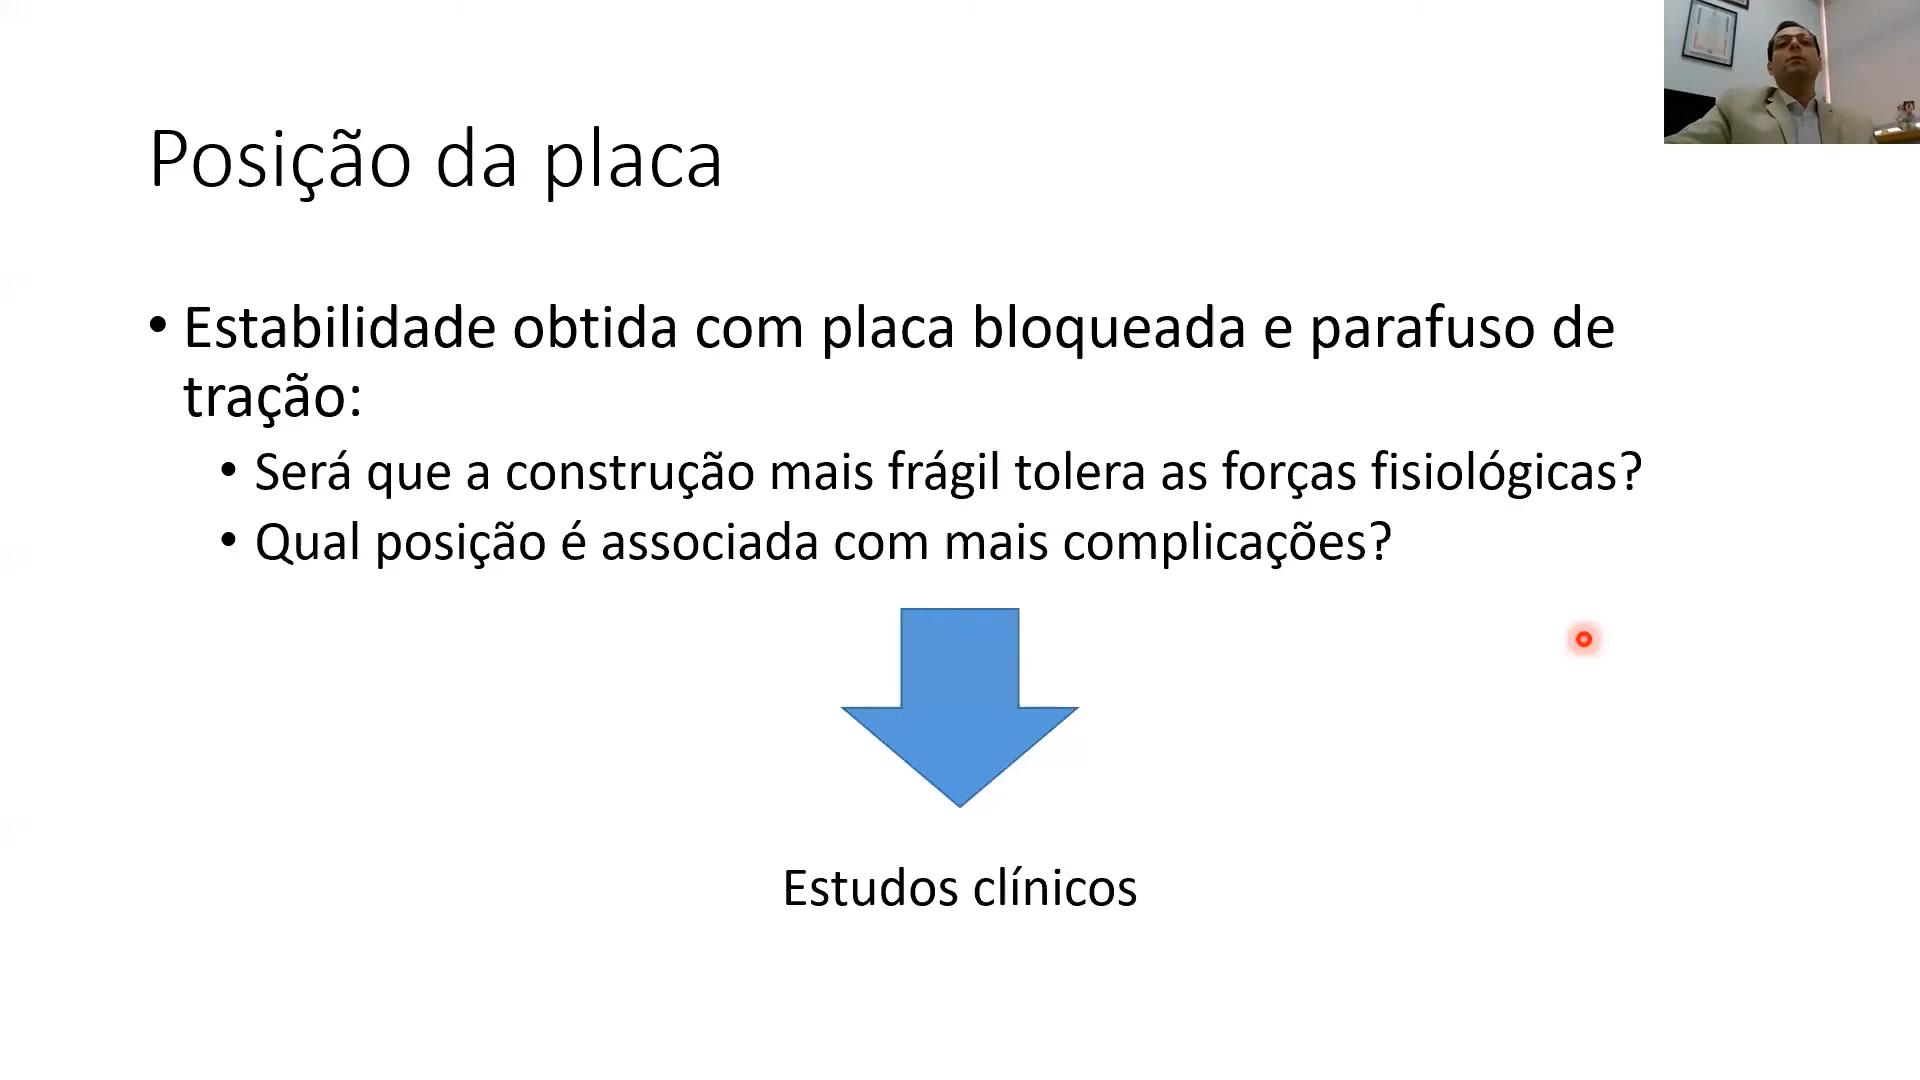 Posição da placa
• Estabilidade obtida com placa bloqueada e parafuso de
tração:
• Será que a construção mais frágil tolera as forças fisiológicas?
• Qual posição é associada com mais complicações?
Estudos clínicos